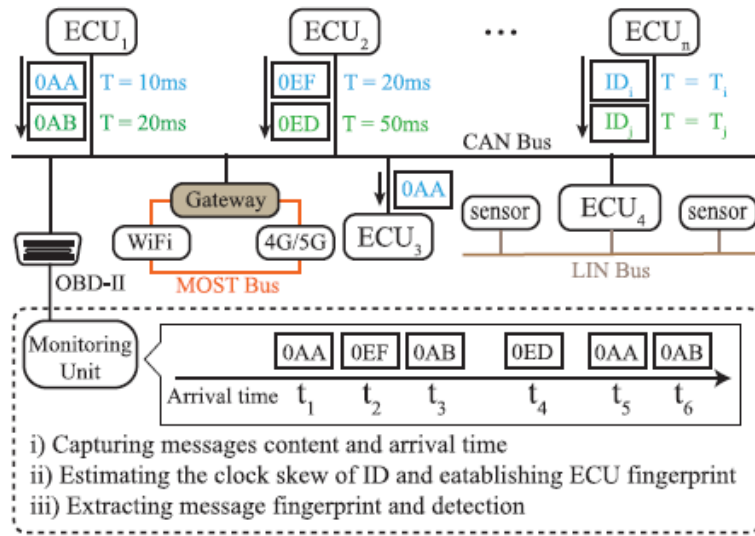 ECU1 ECU2 ... ECUn
0AA T = 10ms 0EF T = 20ms IDi T = Ti
0AB T = 20ms 0ED T = 50ms IDj T = Tj
CAN Bus
Gateway 0AA
sensor ECU4 sensor
WiFi 4G/5G ECU3
OBD-II MOST Bus LIN Bus
Monitoring
Unit
0AA 0EF 0AB 0ED 0AA 0AB
Arrival time t1 t2 t3 t4 t5 t6
i) Capturing messages content and arrival time
ii) Estimating the clock skew of ID and eatablishing ECU fingerprint
iii) Extracting message fingerprint and detection